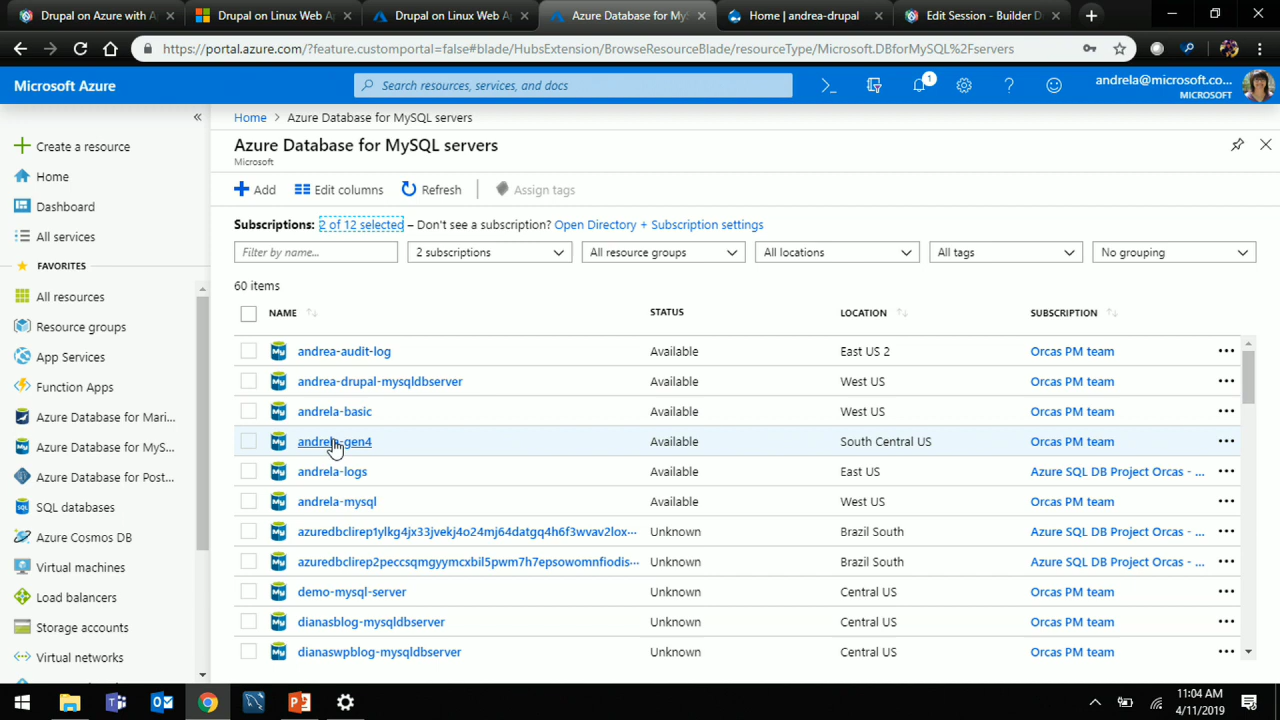 Drupal on Azure with A
Drupal on Linux Web A
Drupal on Linux Web Ap
Azure Database for My
Home | andrea-drupal
Edit Session - Builder D
https://portal.azure.com/?feature.customportal=false#blade/HubsExtension/BrowseResourceBlade/resourceType/Microsoft.DBforMySQL%2Fservers
Microsoft Azure
Search resources, services, and docs
1
andrela@microsoft.co...
MICROSOFT
Home > Azure Database for MySQL servers
Azure Database for MySQL servers
Microsoft
Add
Edit columns
Refresh
Assign tags
Subscriptions: 2 of 12 selected – Don't see a subscription? Open Directory + Subscription settings
Filter by name...
2 subscriptions
All resource groups
All locations
All tags
No grouping
60 items
NAME STATUS LOCATION SUBSCRIPTION
andrea-audit-log Available East US 2 Orcas PM team
andrea-drupal-mysqldbserver Available West US Orcas PM team
andrela-basic Available West US Orcas PM team
andrela-gen4 Available South Central US Orcas PM team
andrela-logs Available East US Azure SQL DB Project Orcas - ...
andrela-mysql Available West US Orcas PM team
azuredbclirep1ylkg4jx33jvekj4o24mj64datgq4h6f3wvav2lox··· Unknown Brazil South Azure SQL DB Project Orcas - ...
azuredbclirep2peccsqmgyymcxbil5pwm7h7epsowomnfiodis··· Unknown Brazil South Azure SQL DB Project Orcas - ...
demo-mysql-server Unknown Central US Orcas PM team
dianasblog-mysqldbserver Unknown Central US Orcas PM team
dianaswpblog-mysqldbserver Unknown Central US Orcas PM team
Create a resource
Home
Dashboard
All services
FAVORITES
All resources
Resource groups
App Services
Function Apps
Azure Database for Mari...
Azure Database for MyS...
Azure Database for Post...
SQL databases
Azure Cosmos DB
Virtual machines
Load balancers
Storage accounts
Virtual networks
11:04 AM
4/11/2019